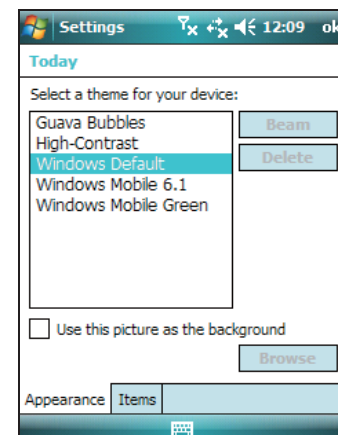 Settings 12:09 ok
Today
Select a theme for your device:
Guava Bubbles
High-Contrast
Windows Default
Windows Mobile 6.1
Windows Mobile Green
Beam
Delete
Use this picture as the background
Browse
Appearance Items